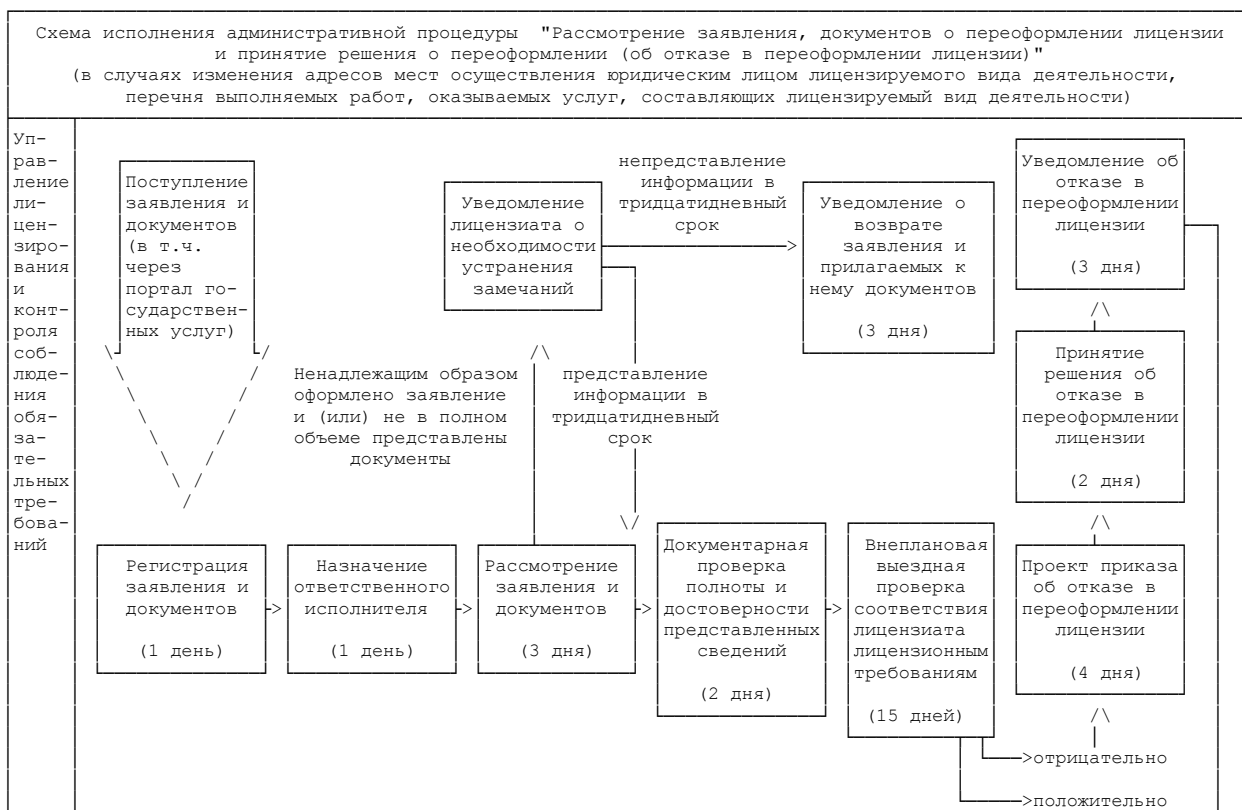 Схема исполнения административной процедуры "Рассмотрение заявления, документов о переоформлении лицензии
и принятие решения о переоформлении (об отказе в переоформлении лицензии)"
(в случаях изменения адресов мест осуществления юридическим лицом лицензируемого вида деятельности,
перечня выполняемых работ, оказываемых услуг, составляющих лицензируемый вид деятельности)
Уп-
рав-
ление
ли-
цен-
зиро-
вания
и
конт-
роля
соб-
люде-
ния
обя-
за-
те-
льных
тре-
бова-
ний
Поступление
заявления и
документов
(в т.ч.
через
портал го-
сударствен-
ных услуг)
Уведомление
лицензиата о
необходимости
устранения
замечаний
непредставление
информации в
тридцатидневный
срок
Уведомление о
возврате
заявления и
прилагаемых к
нему документов
(3 дня)
Уведомление об
отказе в
переоформлении
лицензии
(3 дня)
Ненадлежащим образом
оформлено заявление
и (или) не в полном
объеме представлены
документы
представление
информации в
тридцатидневный
срок
Принятие
решения об
отказе в
переоформлении
лицензии
(2 дня)
Регистрация
заявления и
документов
(1 день)
Назначение
ответственного
исполнителя
(1 день)
Рассмотрение
заявления и
документов
(3 дня)
Документарная
проверка
полноты и
достоверности
представленных
сведений
(2 дня)
Внеплановая
выездная
проверка
соответствия
лицензиата
лицензионным
требованиям
(15 дней)
Проект приказа
об отказе в
переоформлении
лицензии
(4 дня)
отрицательно
положительно